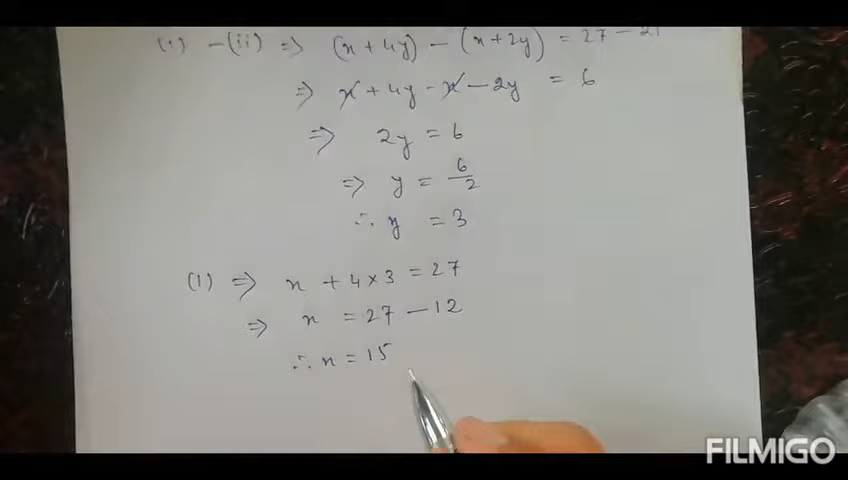 (i) - (ii) ⇒ (x + 4y) - (x + 2y) = 27 - 21
⇒ x + 4y - x - 2y = 6
⇒ 2y = 6
⇒ y = 6/2
∴ y = 3
(1) ⇒ x + 4 × 3 = 27
⇒ x = 27 - 12
∴ x = 15
FILMIGO